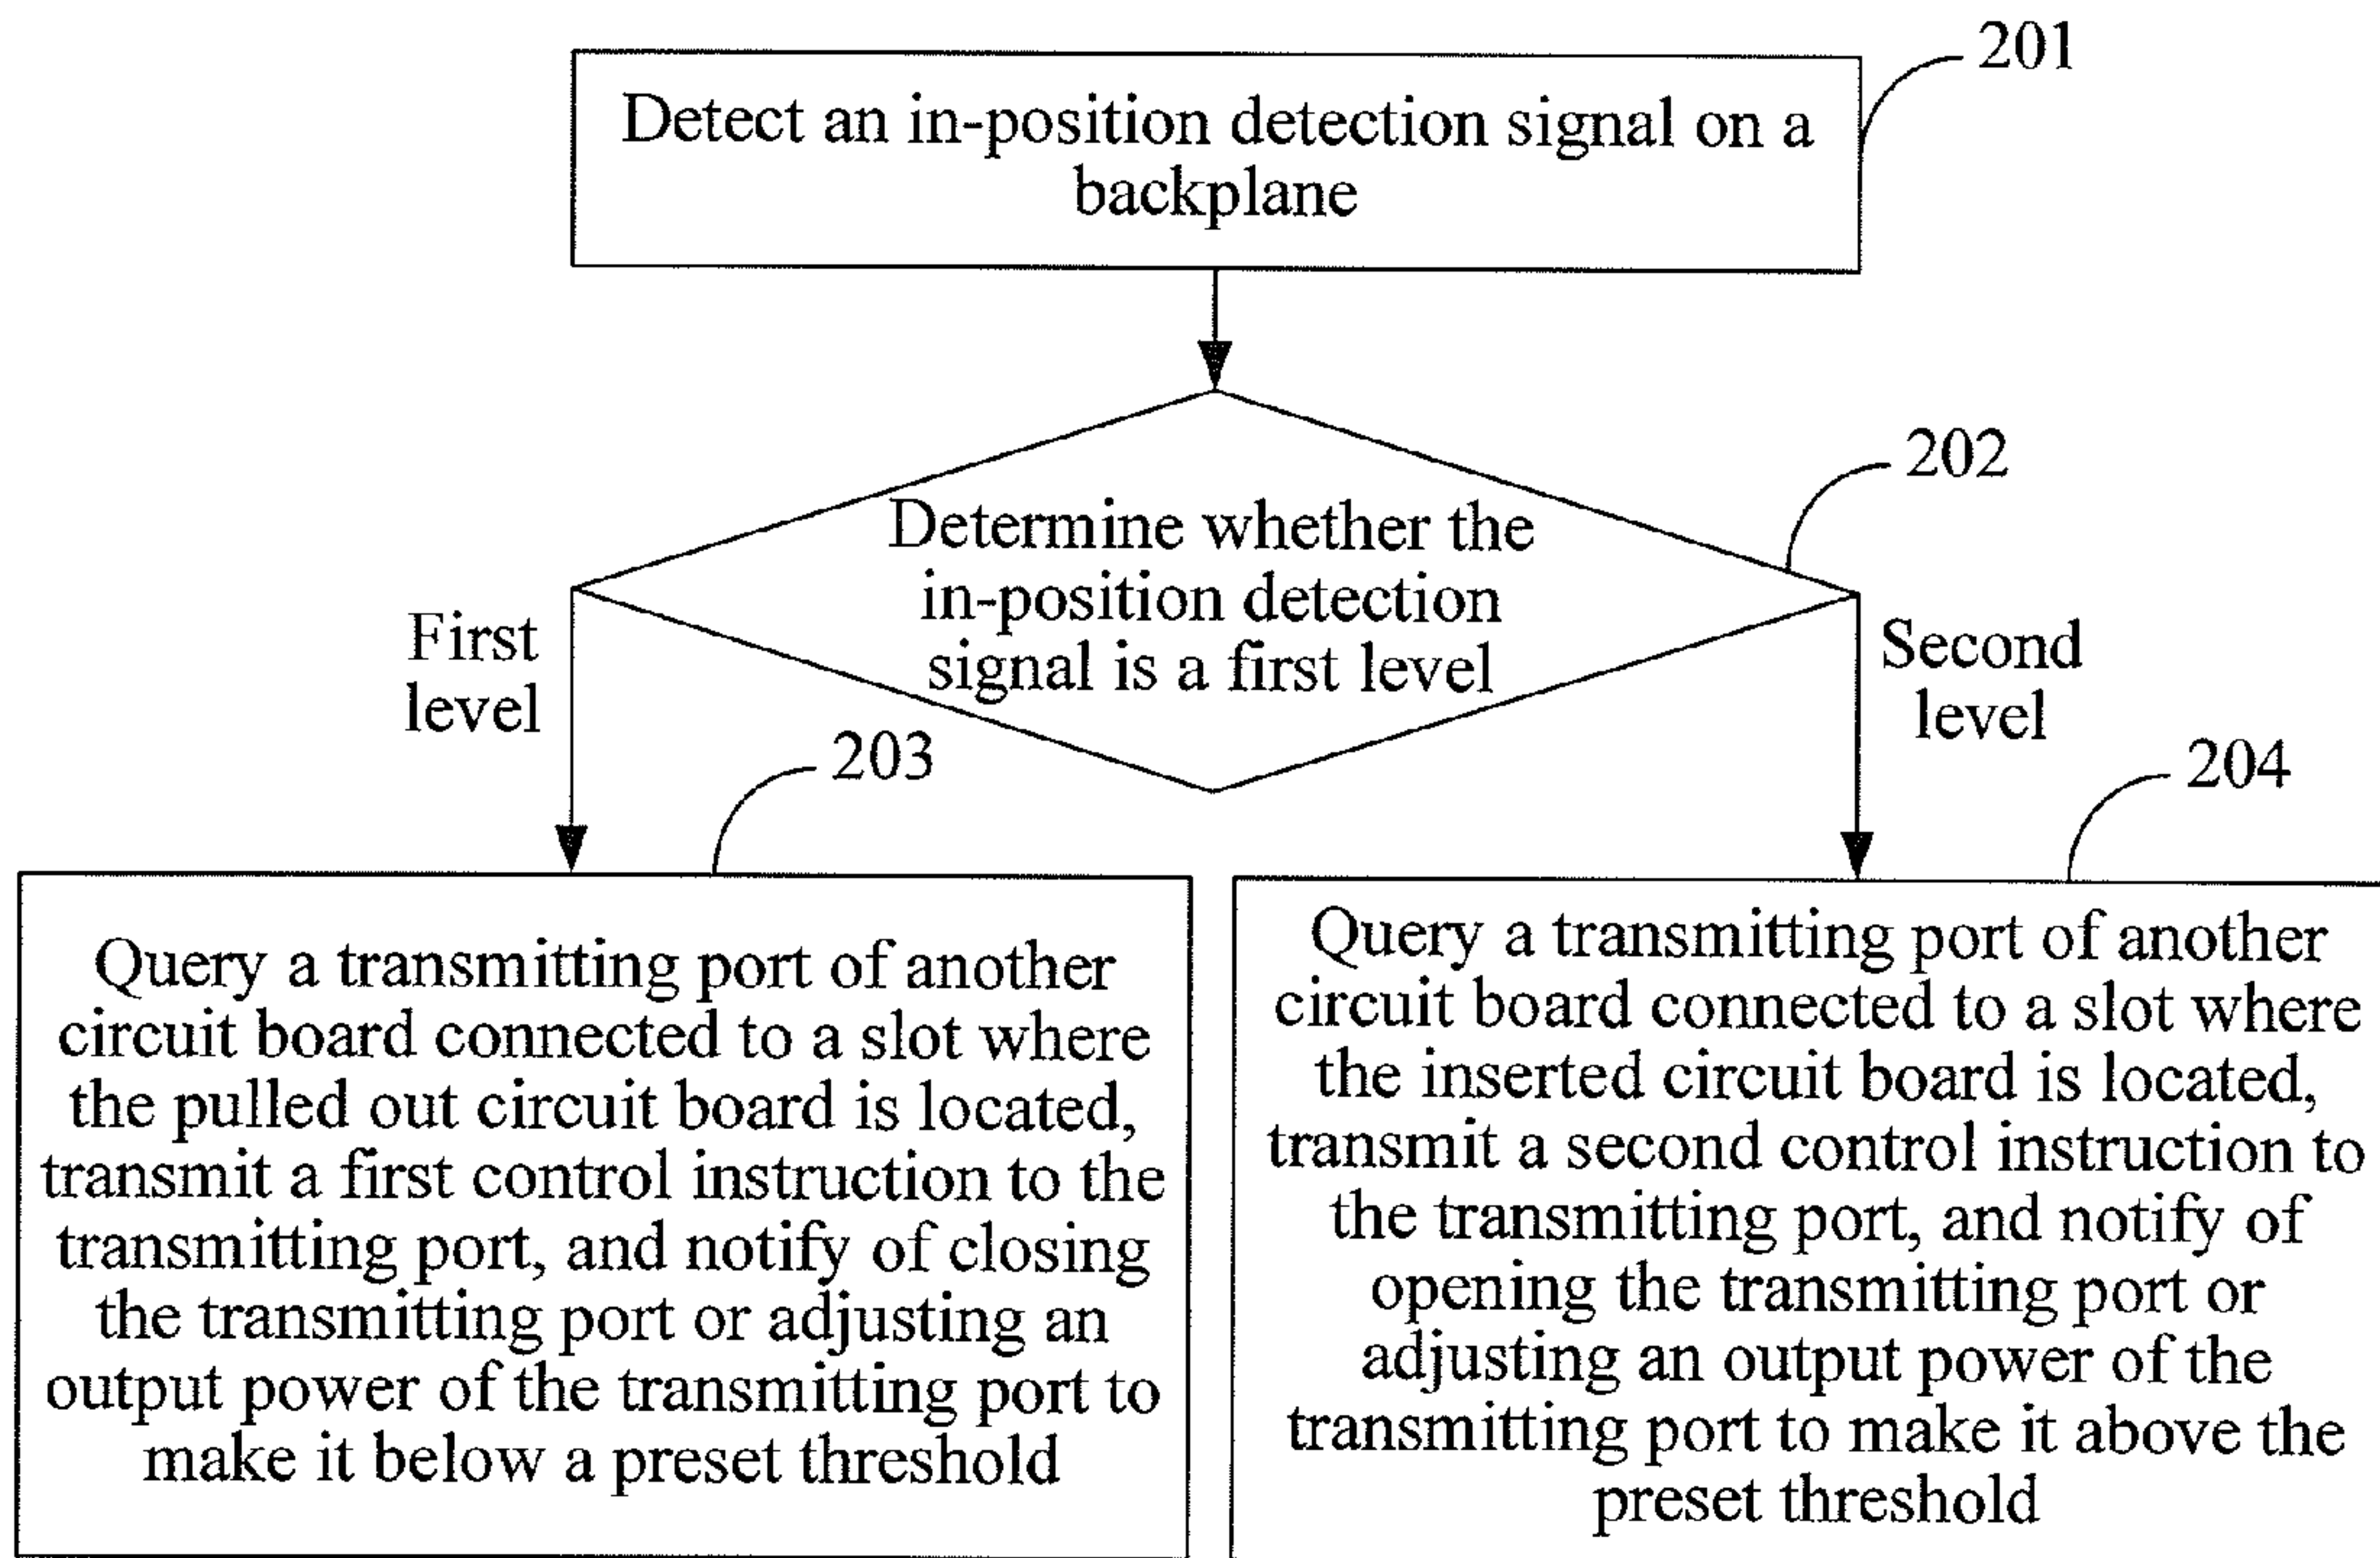 201
Detect an in-position detection signal on a
backplane
202
Determine whether the
in-position detection
signal is a first level
First
level
Second
level
203
204
Query a transmitting port of another
circuit board connected to a slot where
the pulled out circuit board is located,
transmit a first control instruction to the
transmitting port, and notify of closing
the transmitting port or adjusting an
output power of the transmitting port to
make it below a preset threshold
Query a transmitting port of another
circuit board connected to a slot where
the inserted circuit board is located,
transmit a second control instruction to
the transmitting port, and notify of
opening the transmitting port or
adjusting an output power of the
transmitting port to make it above the
preset threshold